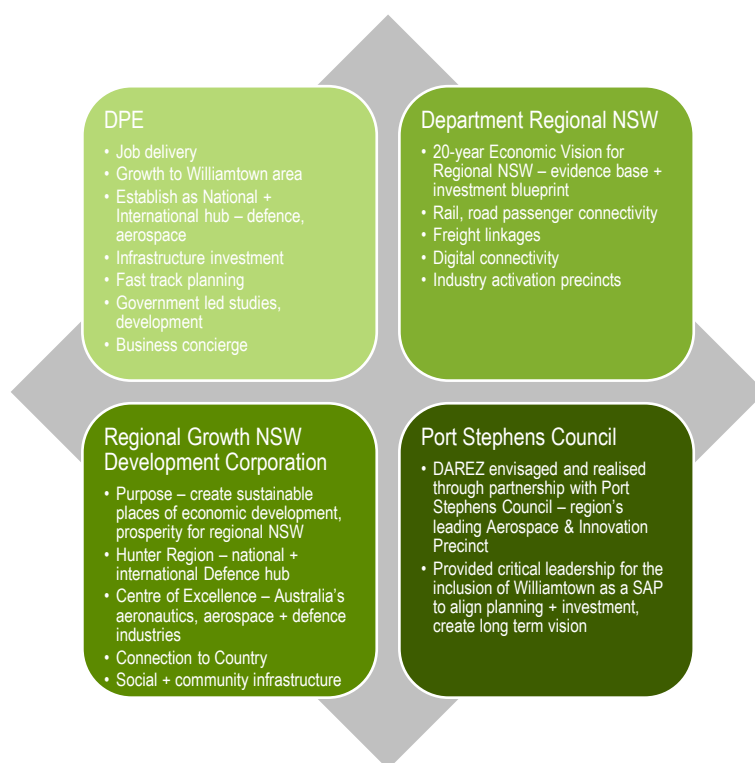 DPE
• Job delivery
• Growth to Williamtown area
• Establish as National +
International hub – defence,
aerospace
• Infrastructure investment
• Fast track planning
• Government led studies,
development
• Business concierge
Department Regional NSW
• 20-year Economic Vision for
Regional NSW – evidence base +
investment blueprint
• Rail, road passenger connectivity
• Freight linkages
• Digital connectivity
• Industry activation precincts
Regional Growth NSW
Development Corporation
• Purpose – create sustainable
places of economic development,
prosperity for regional NSW
• Hunter Region – national +
international Defence hub
• Centre of Excellence – Australia's
aeronautics, aerospace + defence
industries
• Connection to Country
• Social + community infrastructure
Port Stephens Council
• DAREZ envisaged and realised
through partnership with Port
Stephens Council – region's
leading Aerospace & Innovation
Precinct
• Provided critical leadership for the
inclusion of Williamtown as a SAP
to align planning + investment,
create long term vision